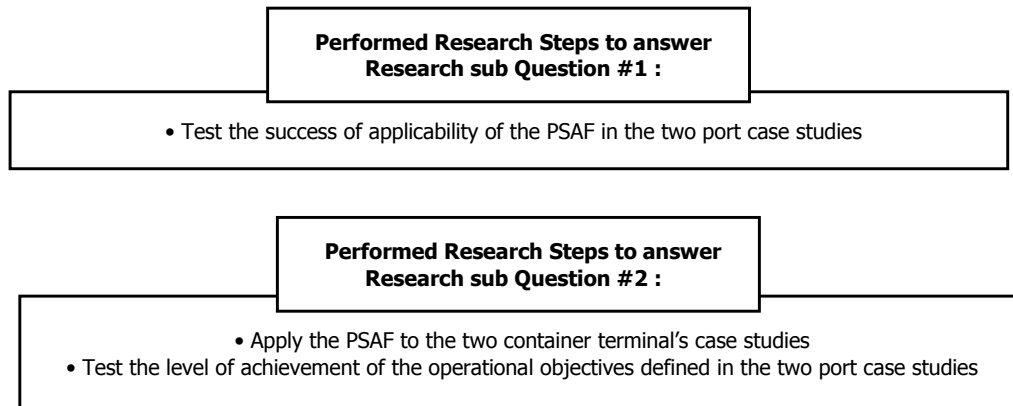 Performed Research Steps to answer
Research sub Question #1 :
• Test the success of applicability of the PSAF in the two port case studies
Performed Research Steps to answer
Research sub Question #2 :
• Apply the PSAF to the two container terminal's case studies
• Test the level of achievement of the operational objectives defined in the two port case studies